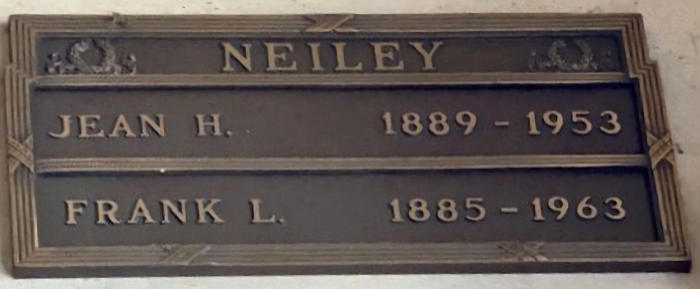 NEILEY
JEAN H. 1889 - 1953
FRANK L. 1885 - 1963